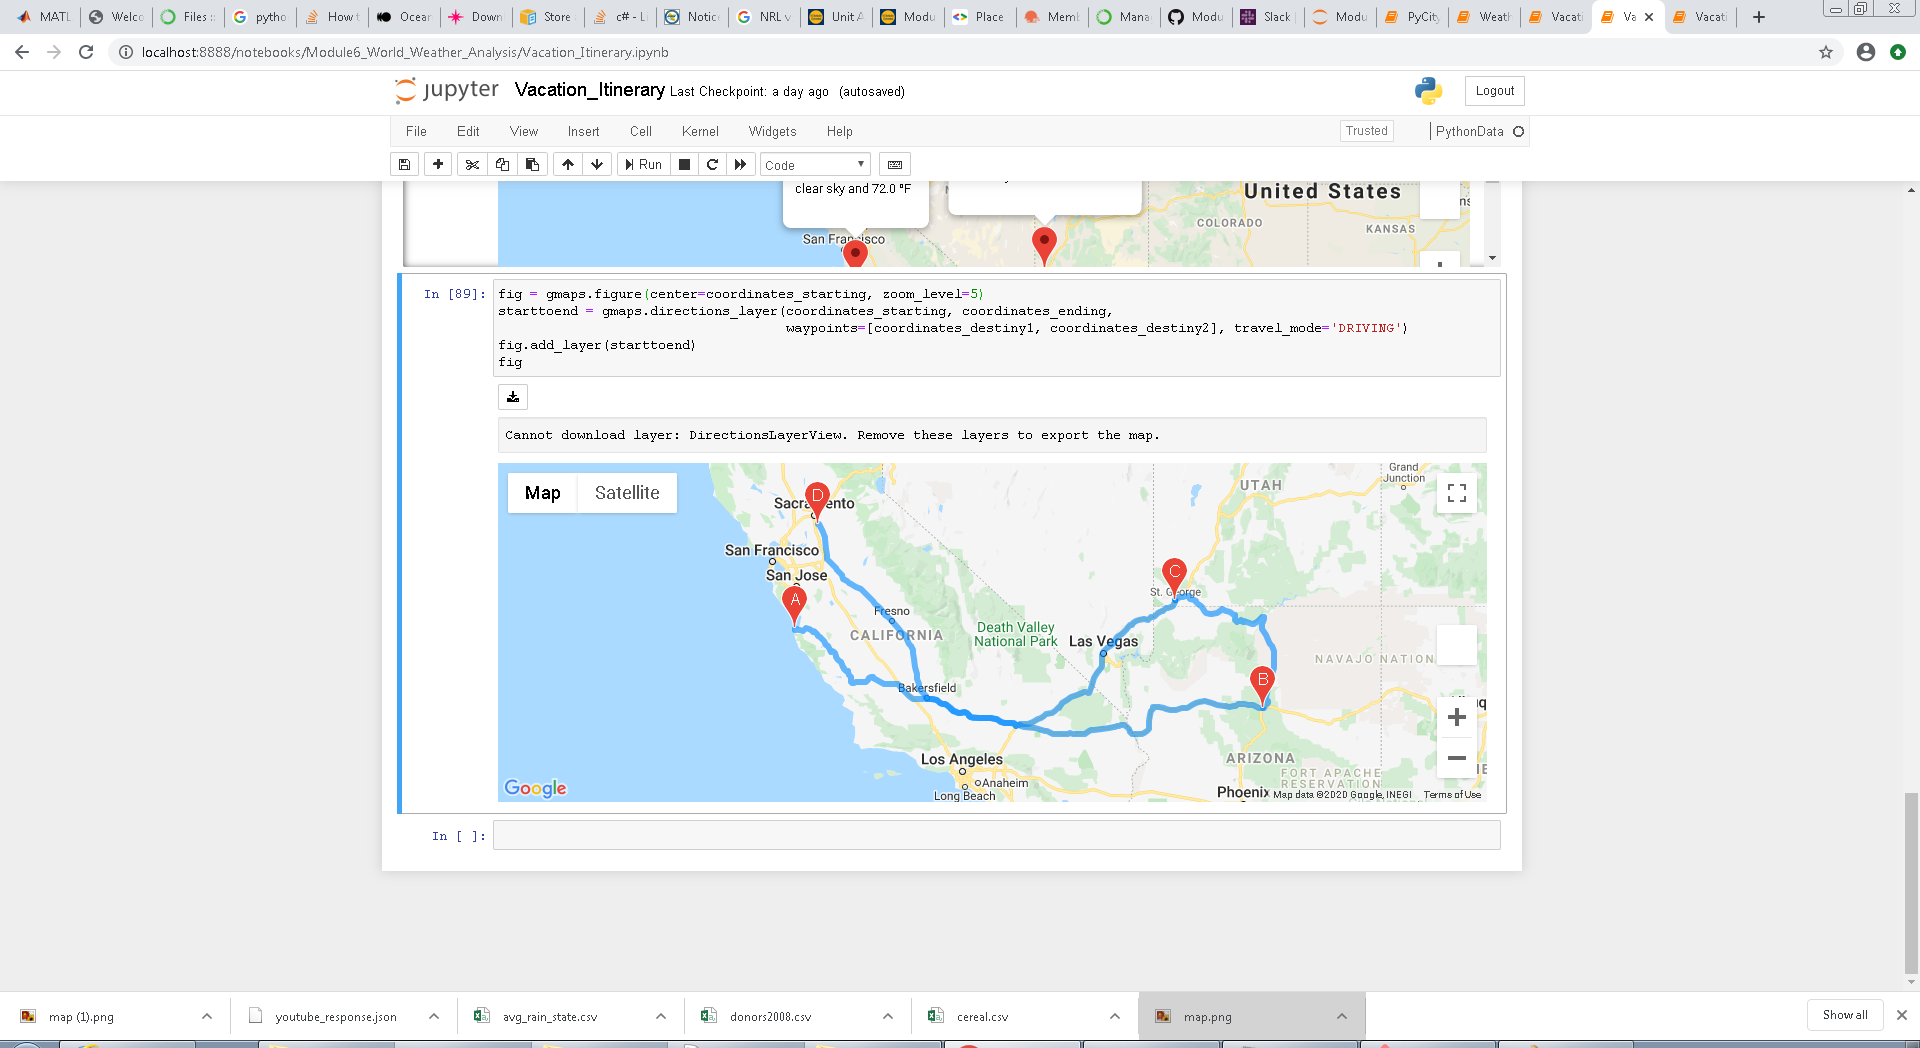 MATL
Welco
Files
pytho
How t
Ocear
Down
Store
c# - Li
Notic
NRL v
Unit A
Modu
Place
Memb
Mana
Modu
Slack
Modu
PyCity
Weath
Vacati
Va
Vacati
localhost:8888/notebooks/Module6_World_Weather_Analysis/Vacation_Itinerary.ipynb
jupyter Vacation_Itinerary Last Checkpoint: a day ago (autosaved)
Logout
File Edit View Insert Cell Kernel Widgets Help
Trusted
PythonData
Run
Code
clear sky and 72.0 °F
United States
COLORADO
KANSAS
San Francisco
In [89]:
fig = gmaps.figure(center=coordinates_starting, zoom_level=5)
starttoend = gmaps.directions_layer(coordinates_starting, coordinates_ending,
waypoints=[coordinates_destiny1, coordinates_destiny2], travel_mode='DRIVING')
fig.add_layer(starttoend)
fig
Cannot download layer: DirectionsLayerView. Remove these layers to export the map.
Map Satellite
Grand
Junction
UTAH
D
Sacramento
San Francisco
San Jose
A
C
St. George
Fresno
CALIFORNIA
Death Valley
National Park
Las Vegas
NAVAJO NATION
B
Bakersfield
Los Angeles
Anaheim
Long Beach
ARIZONA
FORT APACHE
RESERVATION
Phoenix
Google
Map data ©2020 Google, INEGI Terms of Use
In [ ]:
map (1).png
youtube_response.json
avg_rain_state.csv
donors2008.csv
cereal.csv
map.png
Show all